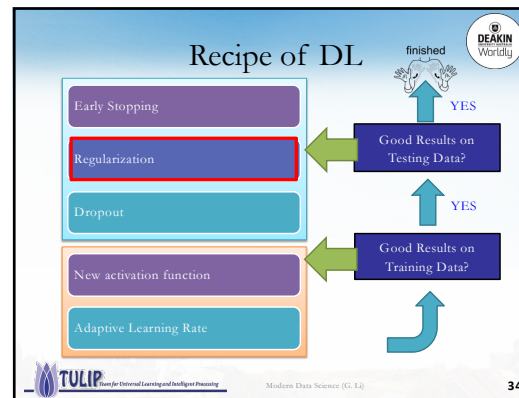 Recipe of DL
finished
DEAKIN
Worldly
Early Stopping
YES
Good Results on
Testing Data?
Regularization
Dropout
YES
Good Results on
Training Data?
New activation function
Adaptive Learning Rate
TULIP Team for Universal Learning and Intelligent Processing
Modern Data Science (G. Li)
34